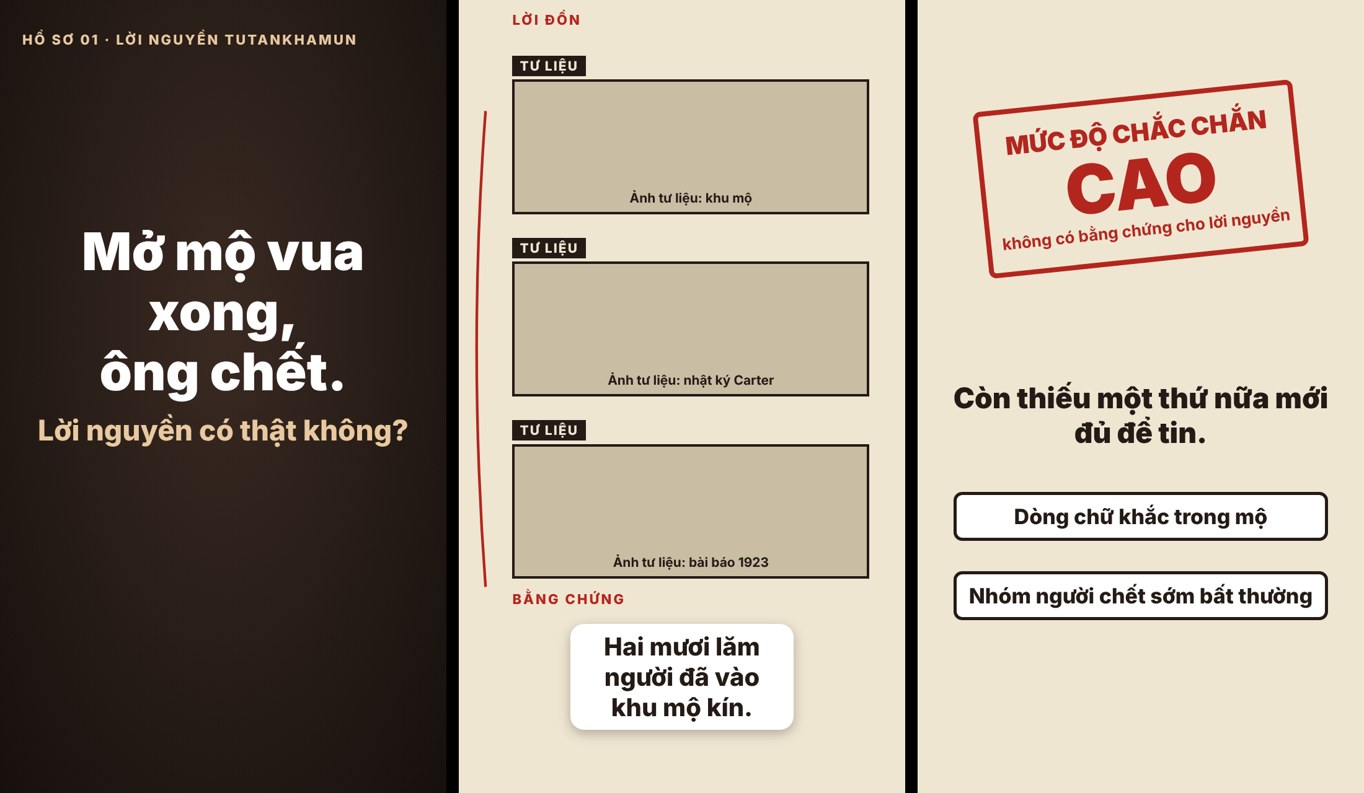 HỒ SƠ 01 · LỜI NGUYỀN TUTANKHAMUN
Mở mộ vua
xong,
ông chết.
Lời nguyền có thật không?
LỜI ĐỒN
TƯ LIỆU
Ảnh tư liệu: khu mộ
TƯ LIỆU
Ảnh tư liệu: nhật ký Carter
TƯ LIỆU
Ảnh tư liệu: bài báo 1923
BẰNG CHỨNG
Hai mươi lăm
người đã vào
khu mộ kín.
MỨC ĐỘ CHẮC CHẮN
CAO
không có bằng chứng cho lời nguyền
Còn thiếu một thứ nữa mới
đủ để tin.
Dòng chữ khắc trong mộ
Nhóm người chết sớm bất thường